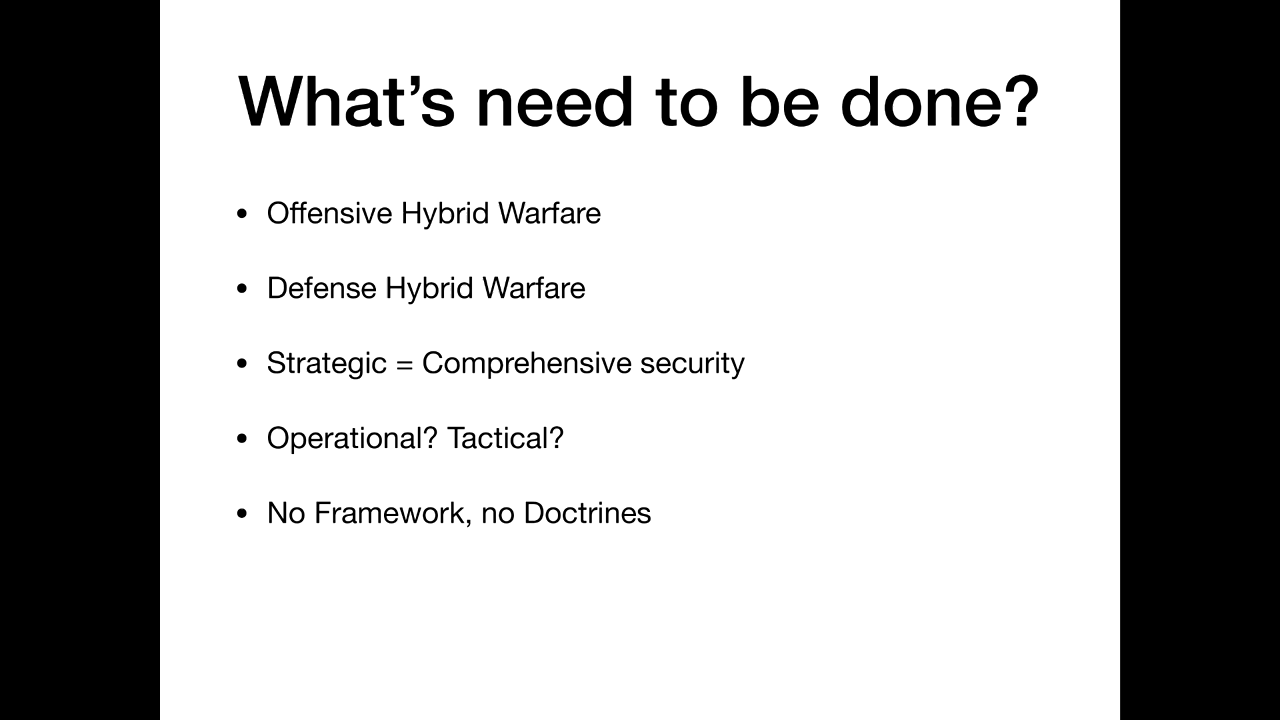 What’s need to be done?
• Offensive Hybrid Warfare
• Defense Hybrid Warfare
• Strategic = Comprehensive security
• Operational? Tactical?
• No Framework, no Doctrines